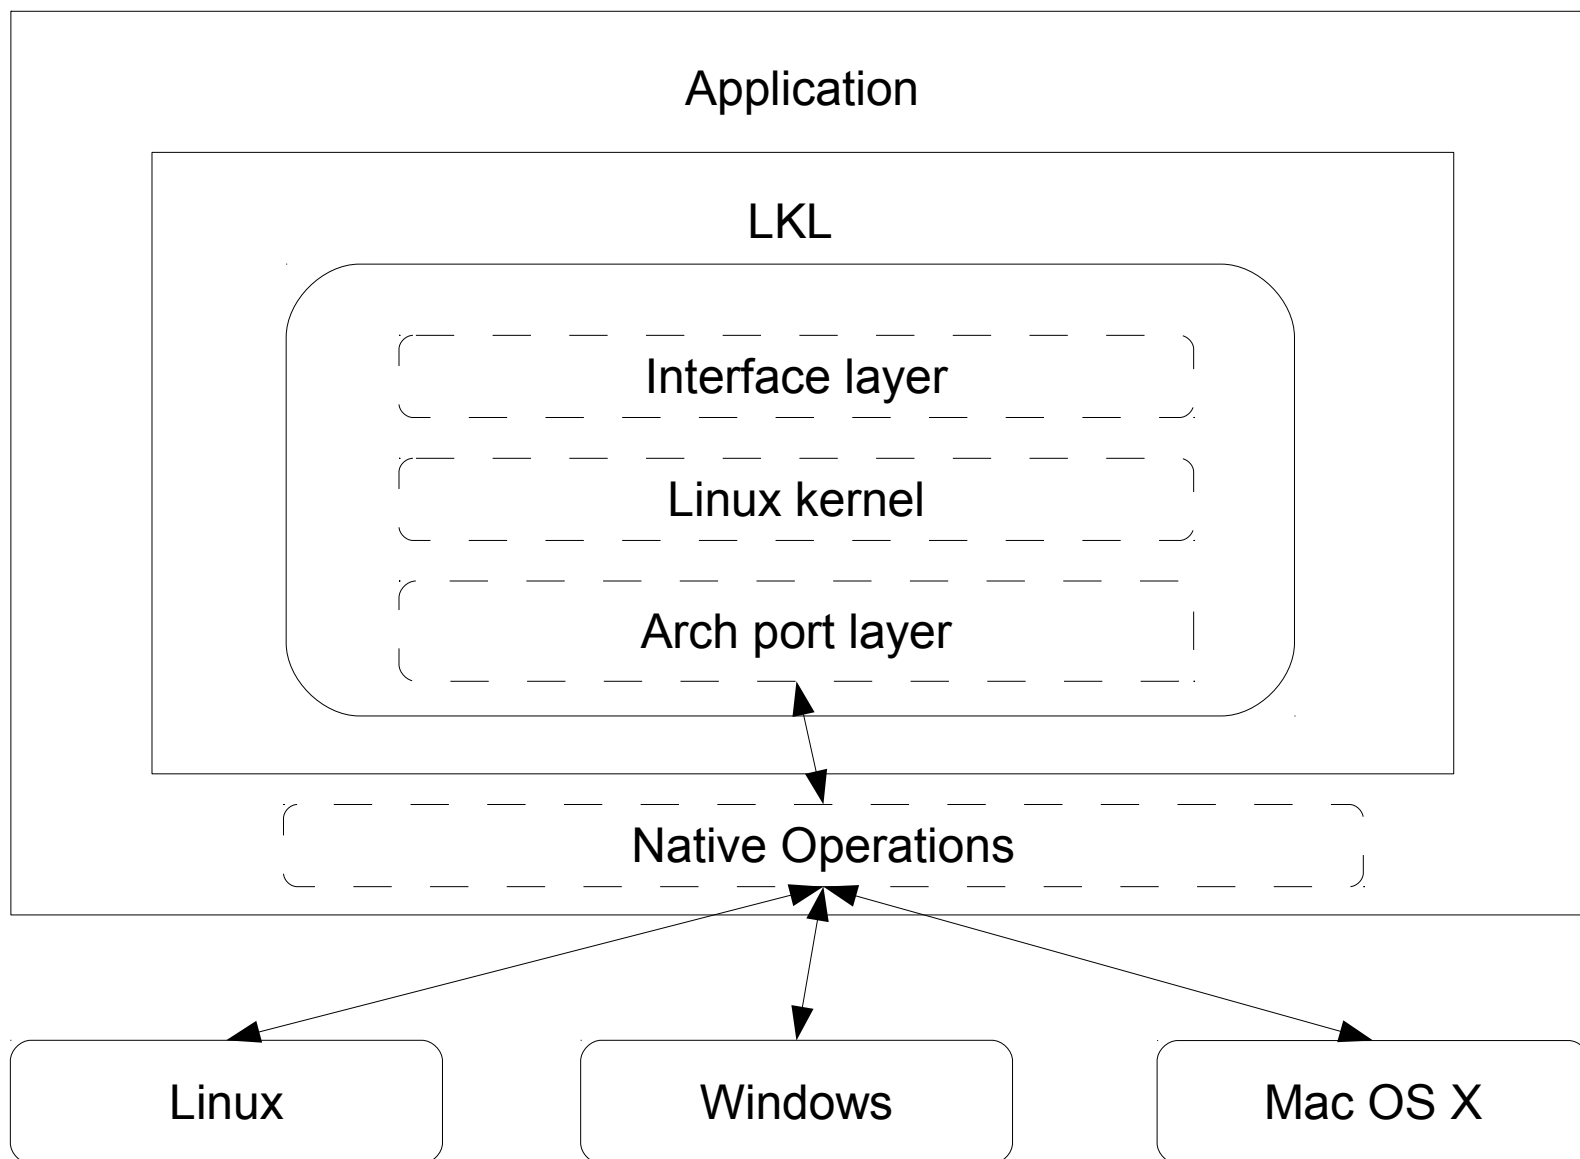 Application
LKL
Interface layer
Linux kernel
Arch port layer
Native Operations
Linux
Windows
Mac OS X